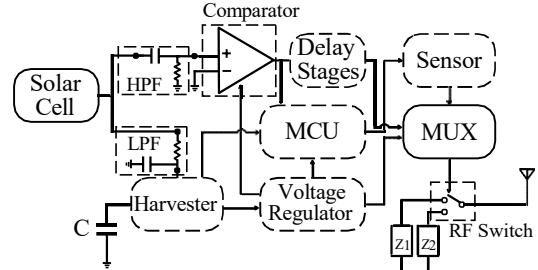 Comparator
Solar
Cell
HPF
+
−
Delay
Stages
Sensor
LPF
MCU
MUX
Harvester
Voltage
Regulator
C
Z1
Z2
RF Switch